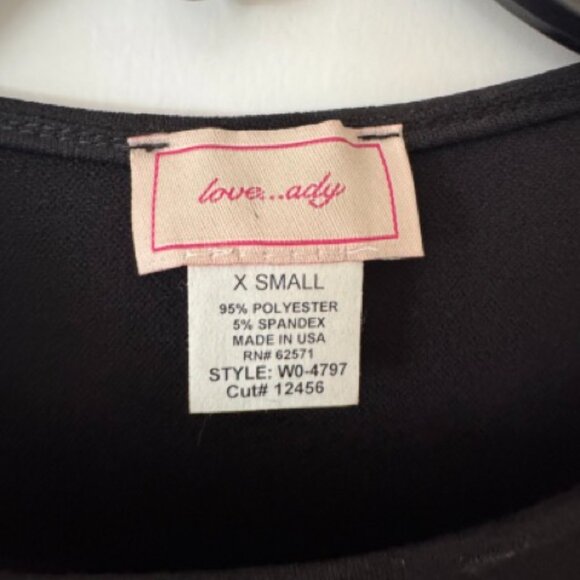 love...ady
X SMALL
95% POLYESTER
5% SPANDEX
MADE IN USA
RN# 62571
STYLE: W0-4797
Cut# 12456